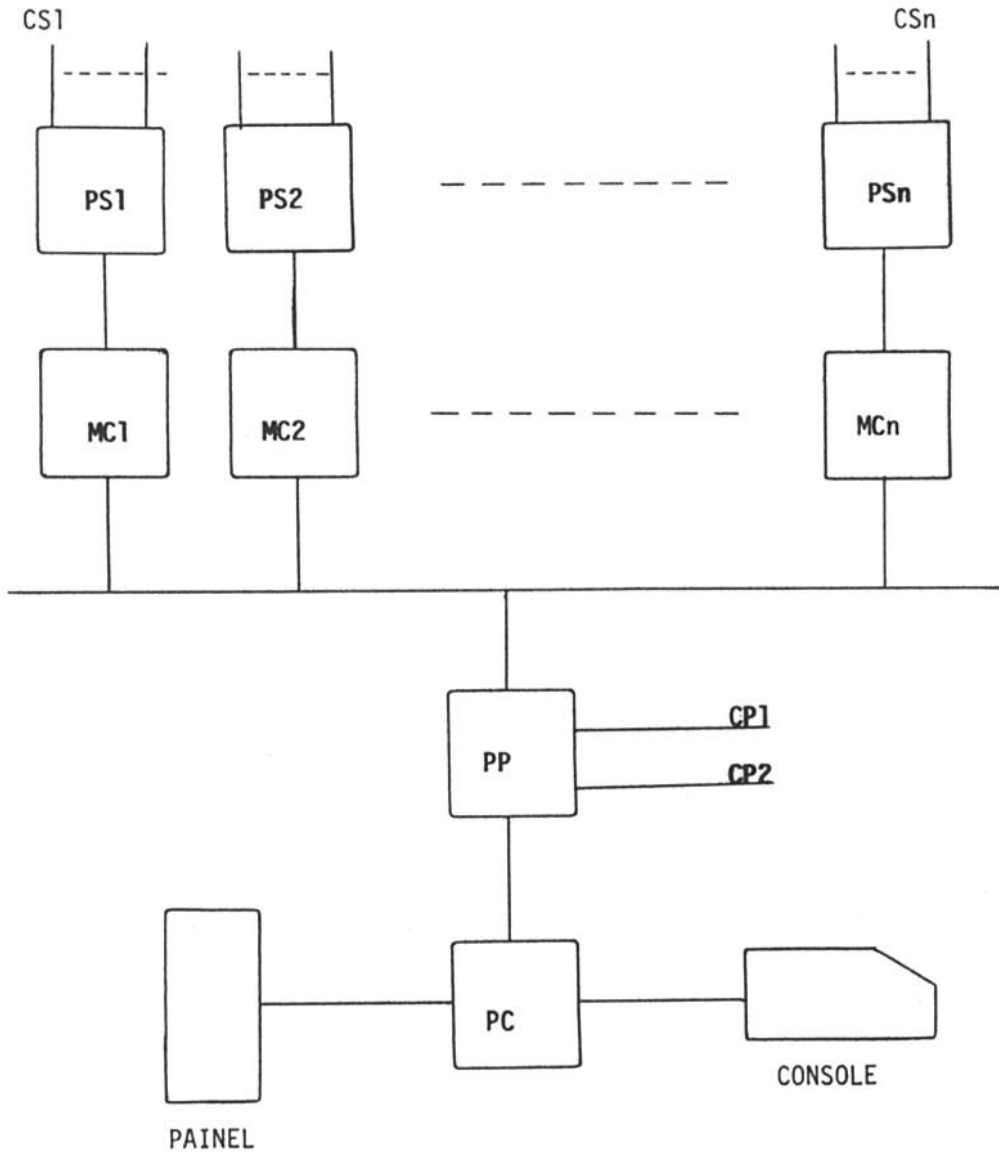 CS1 CSn
PS1 PS2 PSn
MC1 MC2 MCn
CP1
PP
CP2
PC
CONSOLE
PAINEL